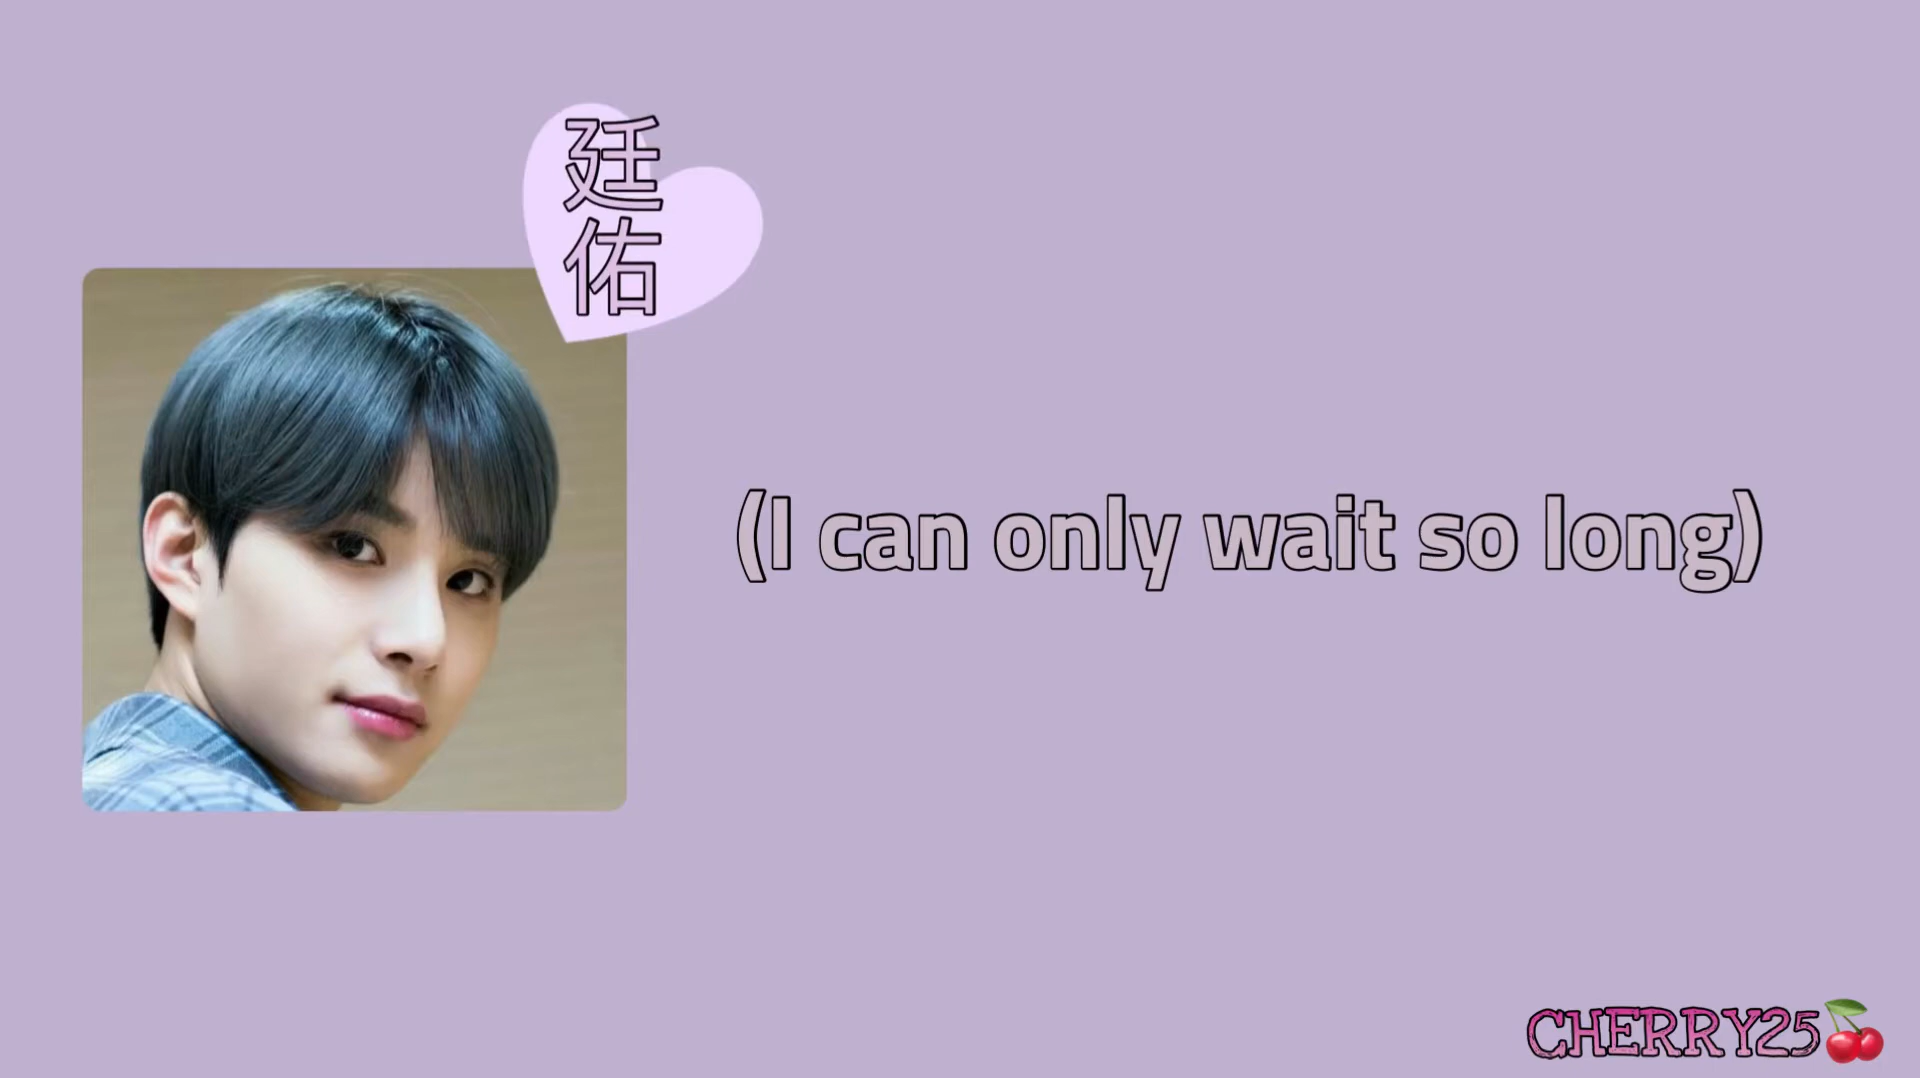 廷
佑
(I can only wait so long)
CHERRY25